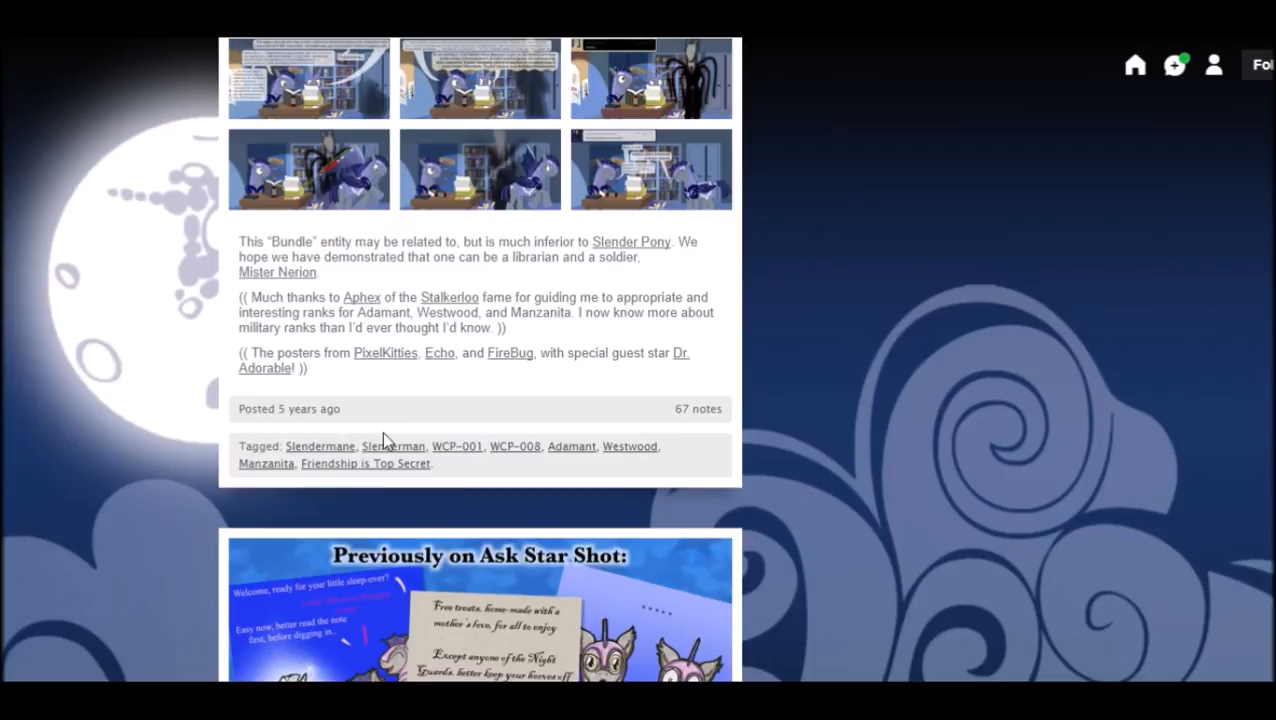 Fol
This “Bundle” entity may be related to, but is much inferior to Slender Pony. We
hope we have demonstrated that one can be a librarian and a soldier,
Mister Nerion.
(( Much thanks to Aphex of the Stalkerloo fame for guiding me to appropriate and
interesting ranks for Adamant, Westwood, and Manzanita. I now know more about
military ranks than I’d ever thought I’d know. ))
(( The posters from PixelKitties, Echo, and FireBug, with special guest star Dr.
Adorable! ))
Posted 5 years ago 67 notes
Tagged: Slendermane, Slenderman, WCP-001, WCP-008, Adamant, Westwood,
Manzanita, Friendship is Top Secret.
Previously on Ask Star Shot:
Welcome, ready for your little sleep-over?
Easy now, better read the note
first, before digging in..
Free treats, home-made with a
mother's love, for all to enjoy
Except anyone of the Night
Guards, better keep your hooves off
.....